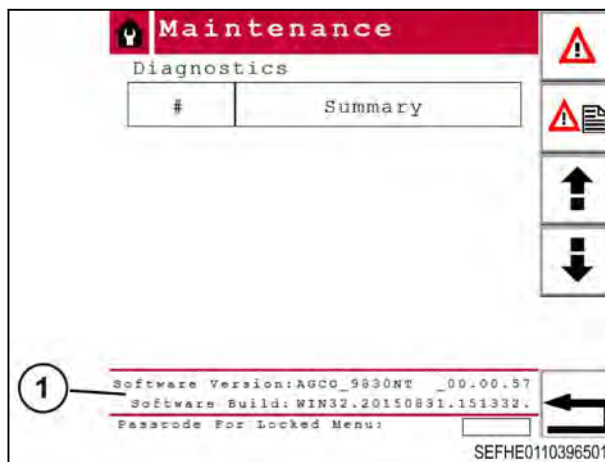 Maintenance
Diagnostics
# Summary
1
Software Version:AGCO_9830NT _00.00.57
Software Build: WIN32.20150831.151332.
Passcode For Locked Menu:
SEFHE0110396501